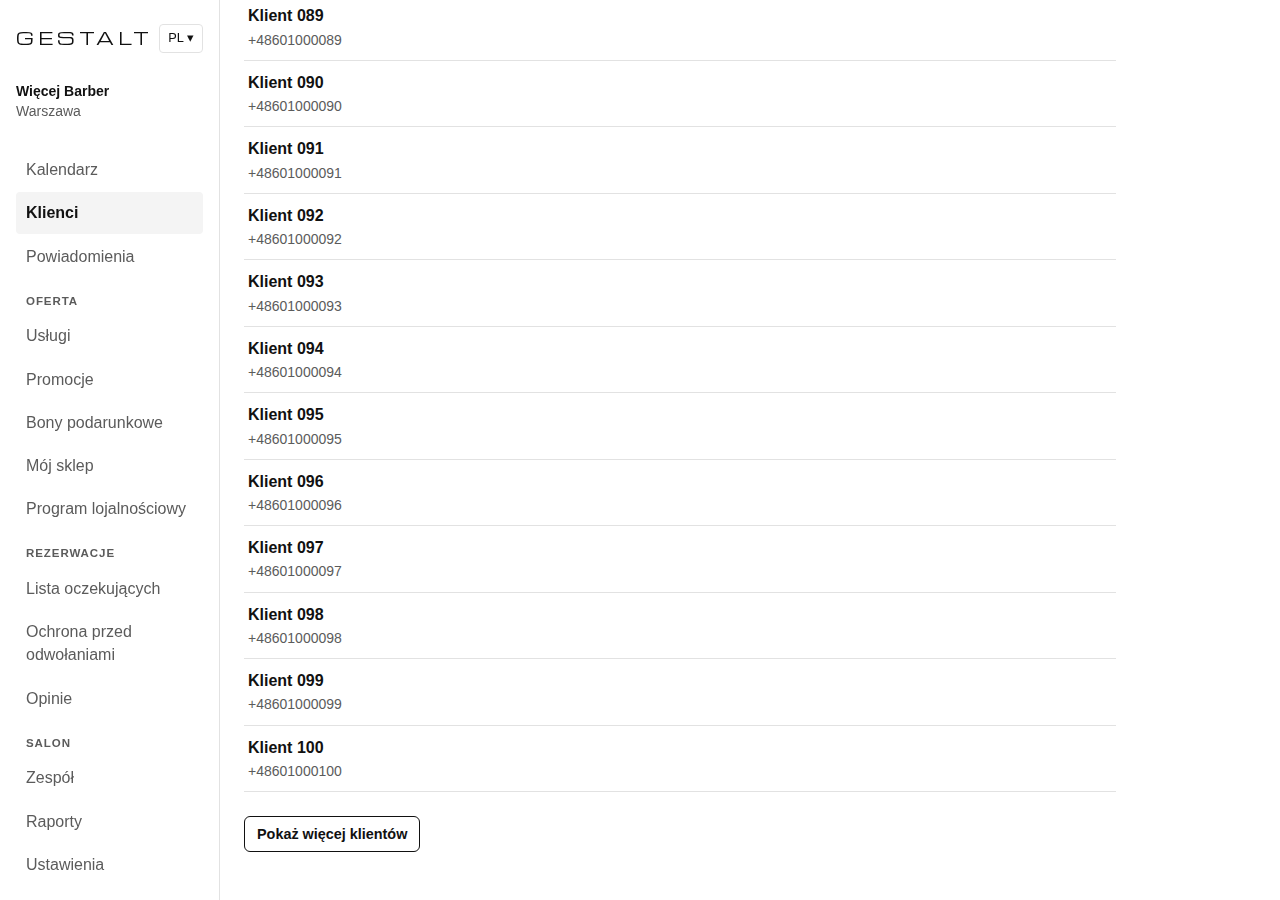 GESTALT
PL ▾
Więcej Barber
Warszawa
Kalendarz
Klienci
Powiadomienia
OFERTA
Usługi
Promocje
Bony podarunkowe
Mój sklep
Program lojalnościowy
REZERWACJE
Lista oczekujących
Ochrona przed
odwołaniami
Opinie
SALON
Zespół
Raporty
Ustawienia
Klient 089
+48601000089
Klient 090
+48601000090
Klient 091
+48601000091
Klient 092
+48601000092
Klient 093
+48601000093
Klient 094
+48601000094
Klient 095
+48601000095
Klient 096
+48601000096
Klient 097
+48601000097
Klient 098
+48601000098
Klient 099
+48601000099
Klient 100
+48601000100
Pokaż więcej klientów